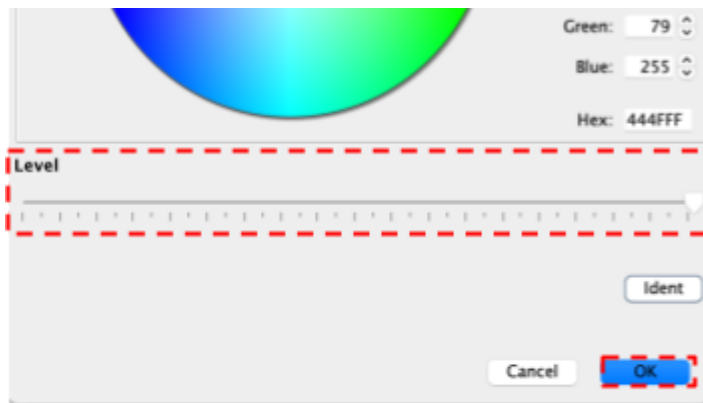 Green: 79
Blue: 255
Hex: 444FFF
Level
Ident
Cancel OK